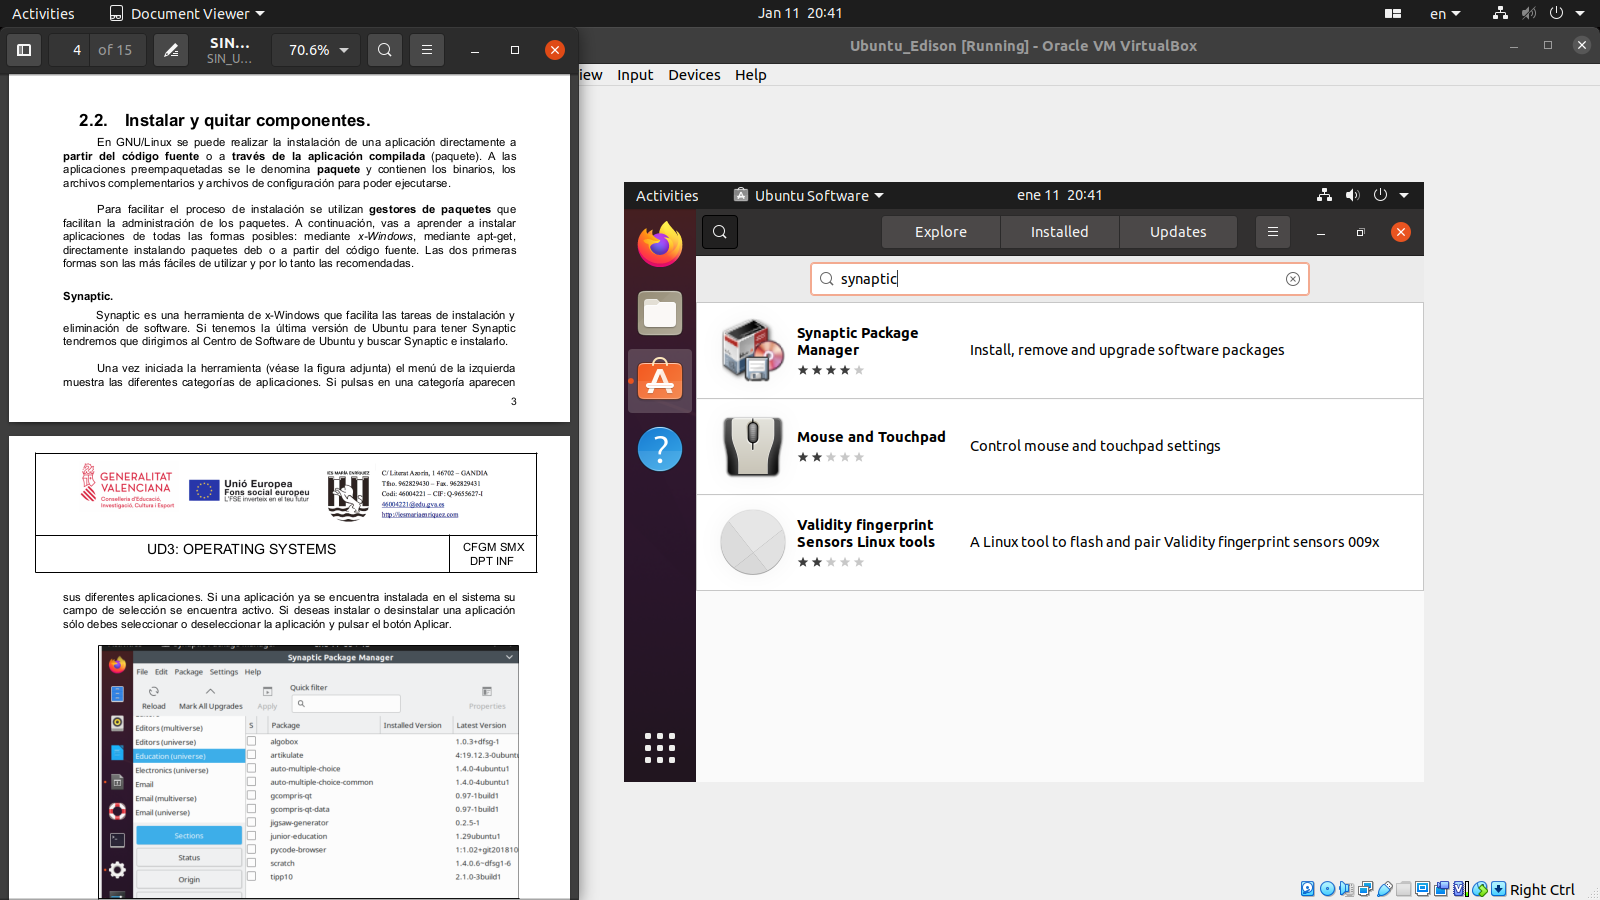 Activities
Document Viewer
Jan 11 20:41
en
4 of 15
SIN...
SIN_U...
70.6%
2.2. Instalar y quitar componentes.
En GNU/Linux se puede realizar la instalación de una aplicación directamente a
partir del código fuente o a través de la aplicación compilada (paquete). A las
aplicaciones preempaquetadas se le denomina paquete y contienen los binarios, los
archivos complementarios y archivos de configuración para poder ejecutarse.
Para facilitar el proceso de instalación se utilizan gestores de paquetes que
facilitan la administración de los paquetes. A continuación, vas a aprender a instalar
aplicaciones de todas las formas posibles: mediante x-Windows, mediante apt-get,
directamente instalando paquetes deb o a partir del código fuente. Las dos primeras
formas son las más fáciles de utilizar y por lo tanto las recomendadas.
Synaptic.
Synaptic es una herramienta de x-Windows que facilita las tareas de instalación y
eliminación de software. Si tenemos la última versión de Ubuntu para tener Synaptic
tendremos que dirigirnos al Centro de Software de Ubuntu y buscar Synaptic e instalarlo.
Una vez iniciada la herramienta (véase la figura adjunta) el menú de la izquierda
muestra las diferentes categorías de aplicaciones. Si pulsas en una categoría aparecen
3
GENERALITAT
VALENCIANA
Conselleria d'Educació,
Investigació, Cultura i Esport
Unió Europea
Fons social europeu
L'FSE inverteix en el teu futur
IES MARÍA ENRÍQUEZ
C/ Literat Azorín, 1 46702 – GANDIA
Tfno. 962829430 – Fax. 962829431
Codi: 46004221 – CIF: Q-9655627-I
46004221@edu.gva.es
http://iesmariaenriquez.com
UD3: OPERATING SYSTEMS
CFGM SMX
DPT INF
sus diferentes aplicaciones. Si una aplicación ya se encuentra instalada en el sistema su
campo de selección se encuentra activo. Si deseas instalar o desinstalar una aplicación
sólo debes seleccionar o deseleccionar la aplicación y pulsar el botón Aplicar.
Synaptic Package Manager
File Edit Package Settings Help
Reload
Mark All Upgrades
Apply
Quick filter
Properties
S Package Installed Version Latest Version
Editors (multiverse)
Editors (universe)
Education (universe)
Electronics (universe)
Email
Email (multiverse)
Email (universe)
Sections
Status
Origin
algobox 1.0.3+dfsg-1
artikulate 4:19.12.3-0ubunt
auto-multiple-choice 1.4.0-4ubuntu1
auto-multiple-choice-common 1.4.0-4ubuntu1
gcompris-qt 0.97-1build1
gcompris-qt-data 0.97-1build1
jigsaw-generator 0.2.5-1
junior-education 1.29ubuntu1
pycode-browser 1:1.02+git201810
scratch 1.4.0.6~dfsg1-6
tipp10 2.1.0-3build1
Ubuntu_Edison [Running] - Oracle VM VirtualBox
iew Input Devices Help
Activities
Ubuntu Software
ene 11 20:41
Explore
Installed
Updates
synaptic
Synaptic Package
Manager
Install, remove and upgrade software packages
Mouse and Touchpad
Control mouse and touchpad settings
Validity fingerprint
Sensors Linux tools
A Linux tool to flash and pair Validity fingerprint sensors 009x
Right Ctrl